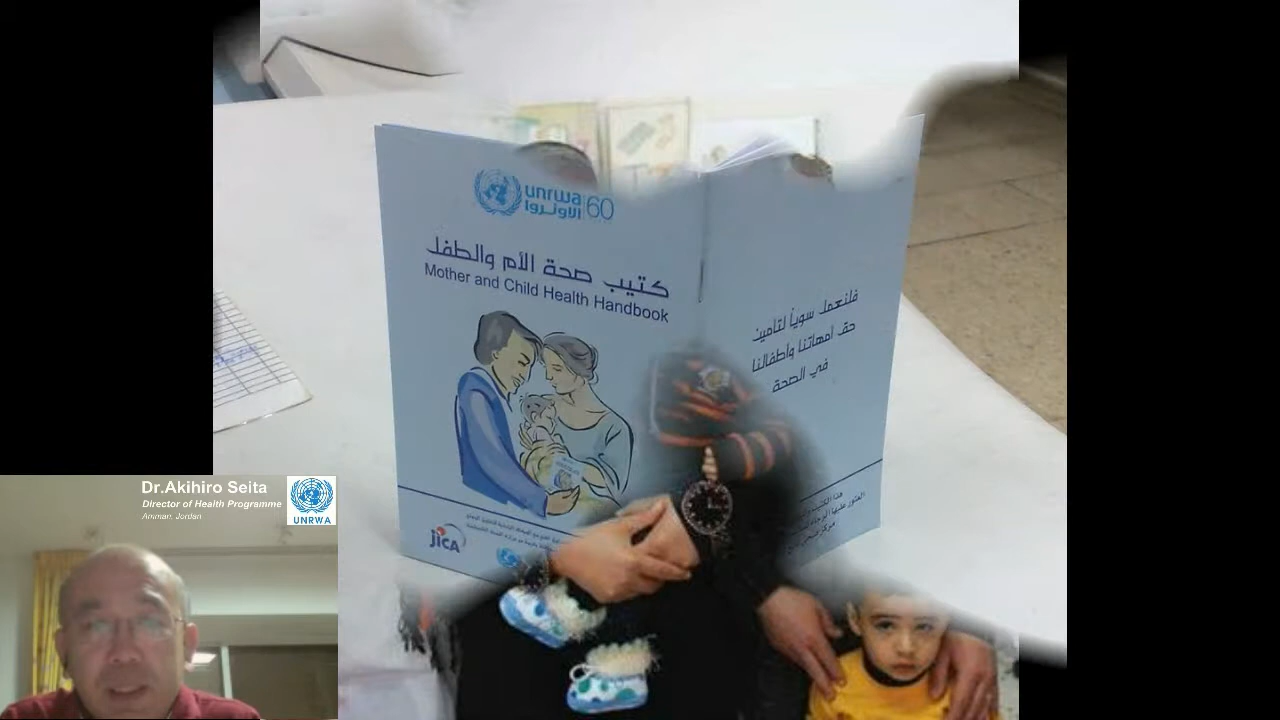 unrwa
الاونروا
60
كتيب صحة الأم والطفل
Mother and Child Health Handbook
JICA
فلنعمل سوياً لتأمين
حق أمهاتنا وأطفالنا
في الصحة
Dr.Akihiro Seita
Director of Health Programme
Amman, Jordan
UNRWA